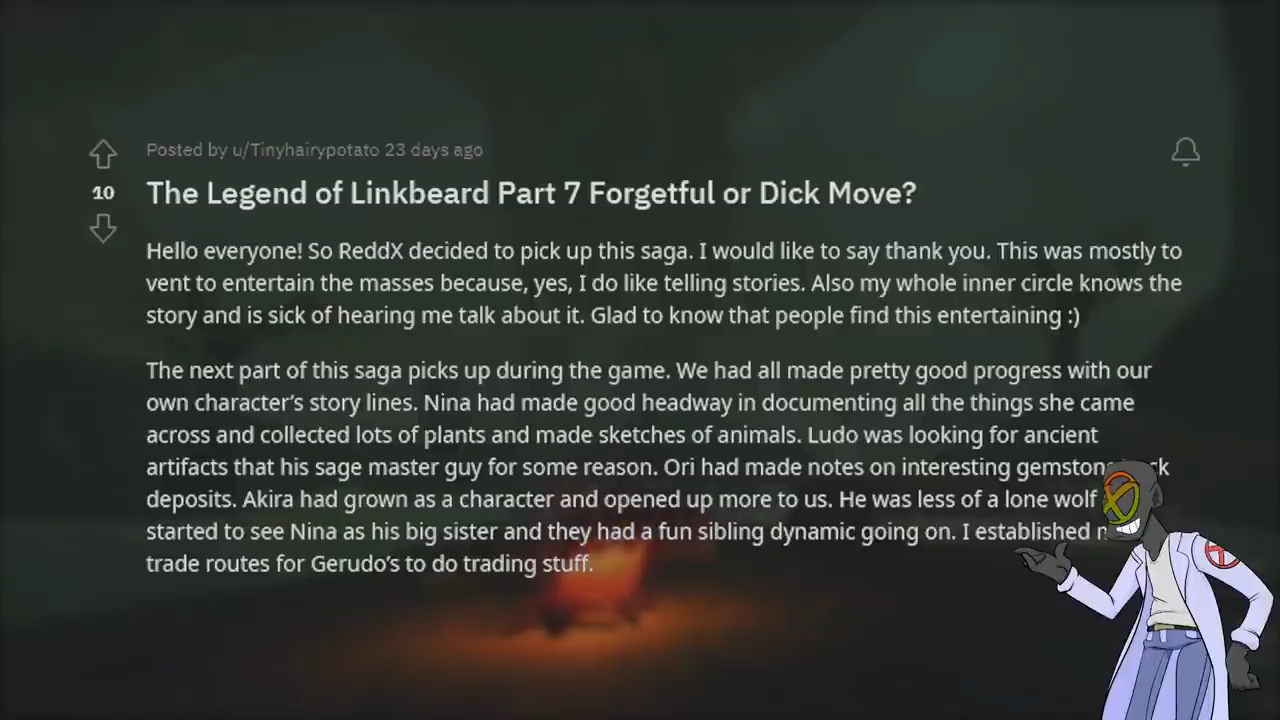 Posted by u/Tinyhairypotato 23 days ago
10
The Legend of Linkbeard Part 7 Forgetful or Dick Move?
Hello everyone! So ReddX decided to pick up this saga. I would like to say thank you. This was mostly to
vent to entertain the masses because, yes, I do like telling stories. Also my whole inner circle knows the
story and is sick of hearing me talk about it. Glad to know that people find this entertaining :)
The next part of this saga picks up during the game. We had all made pretty good progress with our
own character's story lines. Nina had made good headway in documenting all the things she came
across and collected lots of plants and made sketches of animals. Ludo was looking for ancient
artifacts that his sage master guy for some reason. Ori had made notes on interesting
deposits. Akira had grown as a character and opened up more to us. He was less of a lone wolf
started to see Nina as his big sister and they had a fun sibling dynamic going on. I established
trade routes for Gerudo's to do trading stuff.